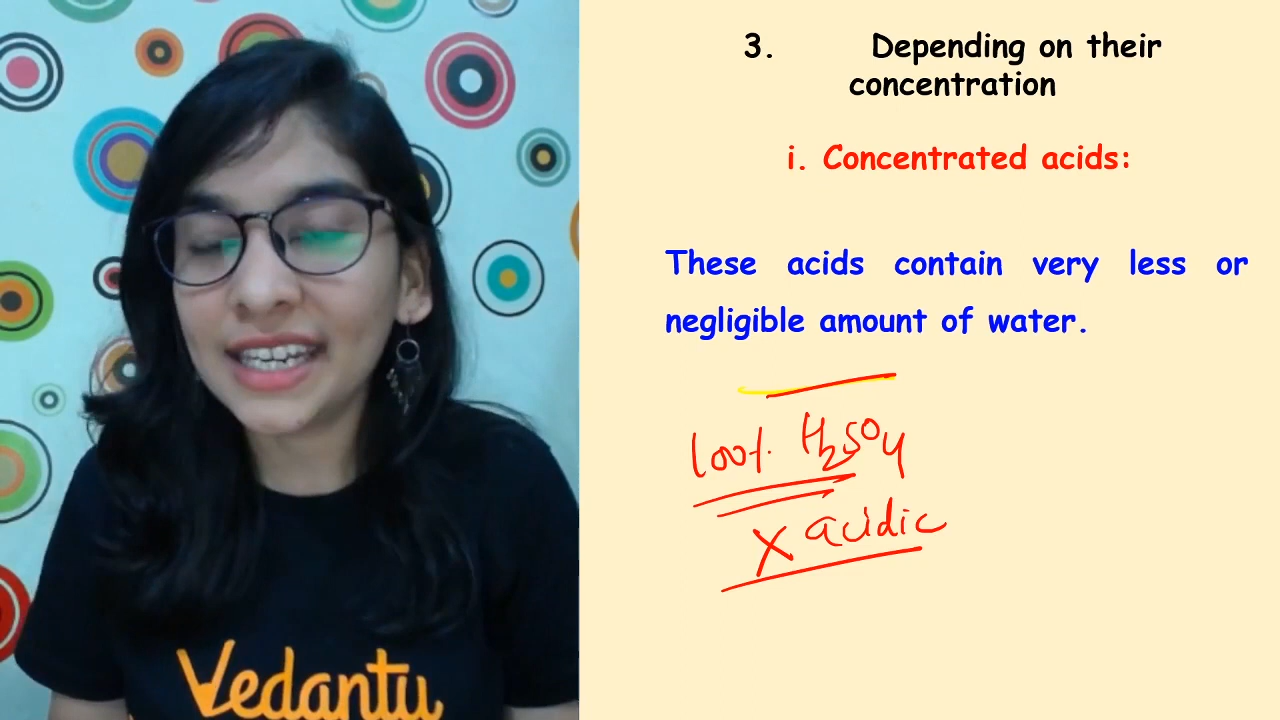 3. Depending on their
concentration
i. Concentrated acids:
These acids contain very less or
negligible amount of water.
100%. H₂SO₄
X acidic
Vedantu